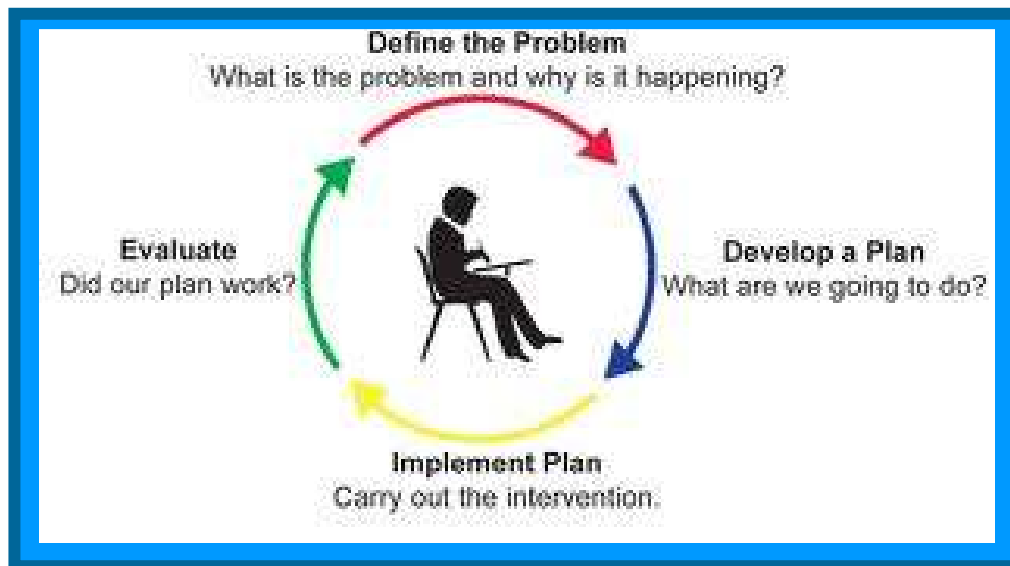 Define the Problem
What is the problem and why is it happening?
Evaluate
Did our plan work?
Develop a Plan
What are we going to do?
Implement Plan
Carry out the intervention.